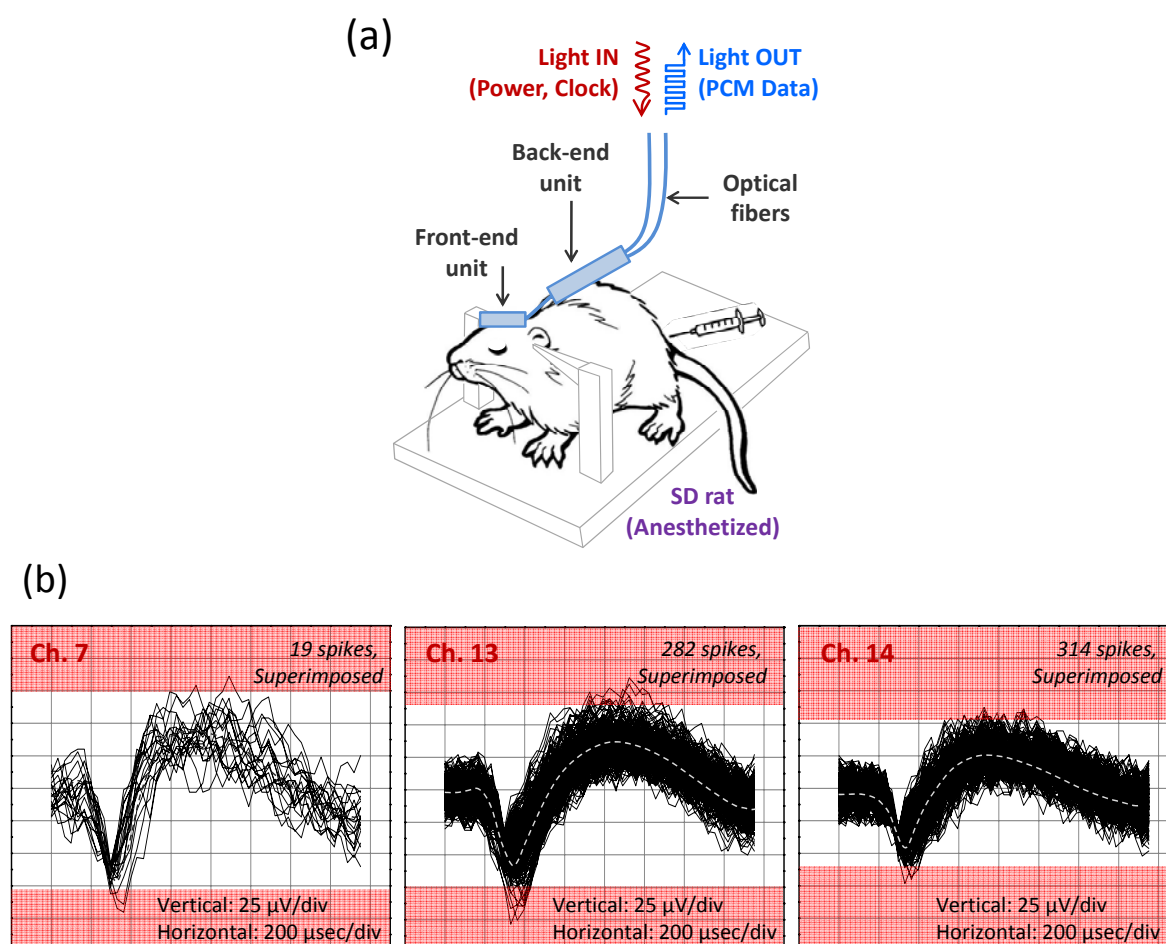 (a)
Light IN
(Power, Clock)
Light OUT
(PCM Data)
Back-end
unit
Optical
fibers
Front-end
unit
SD rat
(Anesthetized)
(b)
Ch. 7
19 spikes,
Superimposed
Vertical: 25 µV/div
Horizontal: 200 µsec/div
Ch. 13
282 spikes,
Superimposed
Vertical: 25 µV/div
Horizontal: 200 µsec/div
Ch. 14
314 spikes,
Superimposed
Vertical: 25 µV/div
Horizontal: 200 µsec/div